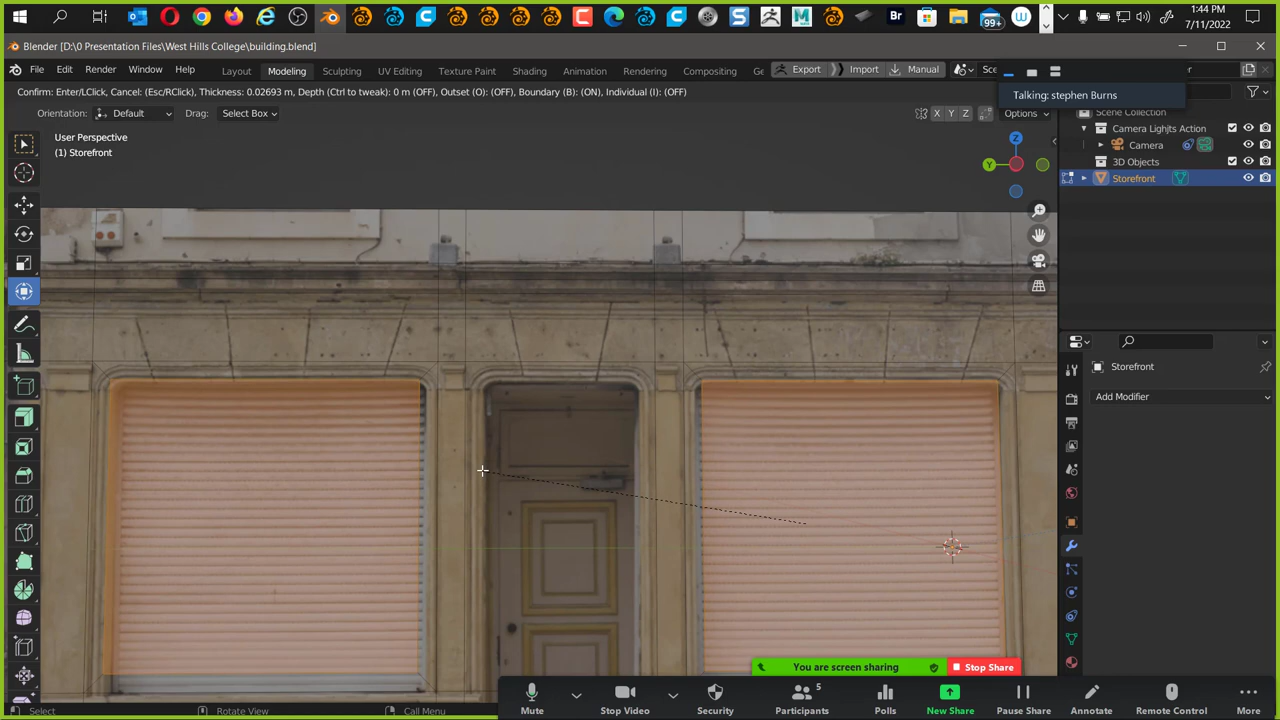 1:44 PM
7/11/2022
99+
Br
Blender [D:\0 Presentation Files\West Hills College\building.blend]
File Edit Render Window Help Layout Modeling Sculpting UV Editing Texture Paint Shading Animation Rendering Compositing Ge Export Import Manual Sce
Confirm: Enter/LClick, Cancel: (Esc/RClick), Thickness: 0.02693 m, Depth (Ctrl to tweak): 0 m (OFF), Outset (O): (OFF), Boundary (B): (ON), Individual (I): (OFF)
Talking: stephen Burns
Orientation: Default Drag: Select Box X Y Z Options
Scene Collection
User Perspective
(1) Storefront
Camera Lights Action
Camera
3D Objects
Storefront
Z
Y
Storefront
Add Modifier
You are screen sharing Stop Share
Mute Stop Video Security Participants 5 Polls New Share Pause Share Annotate Remote Control More
Select Rotate View Call Menu